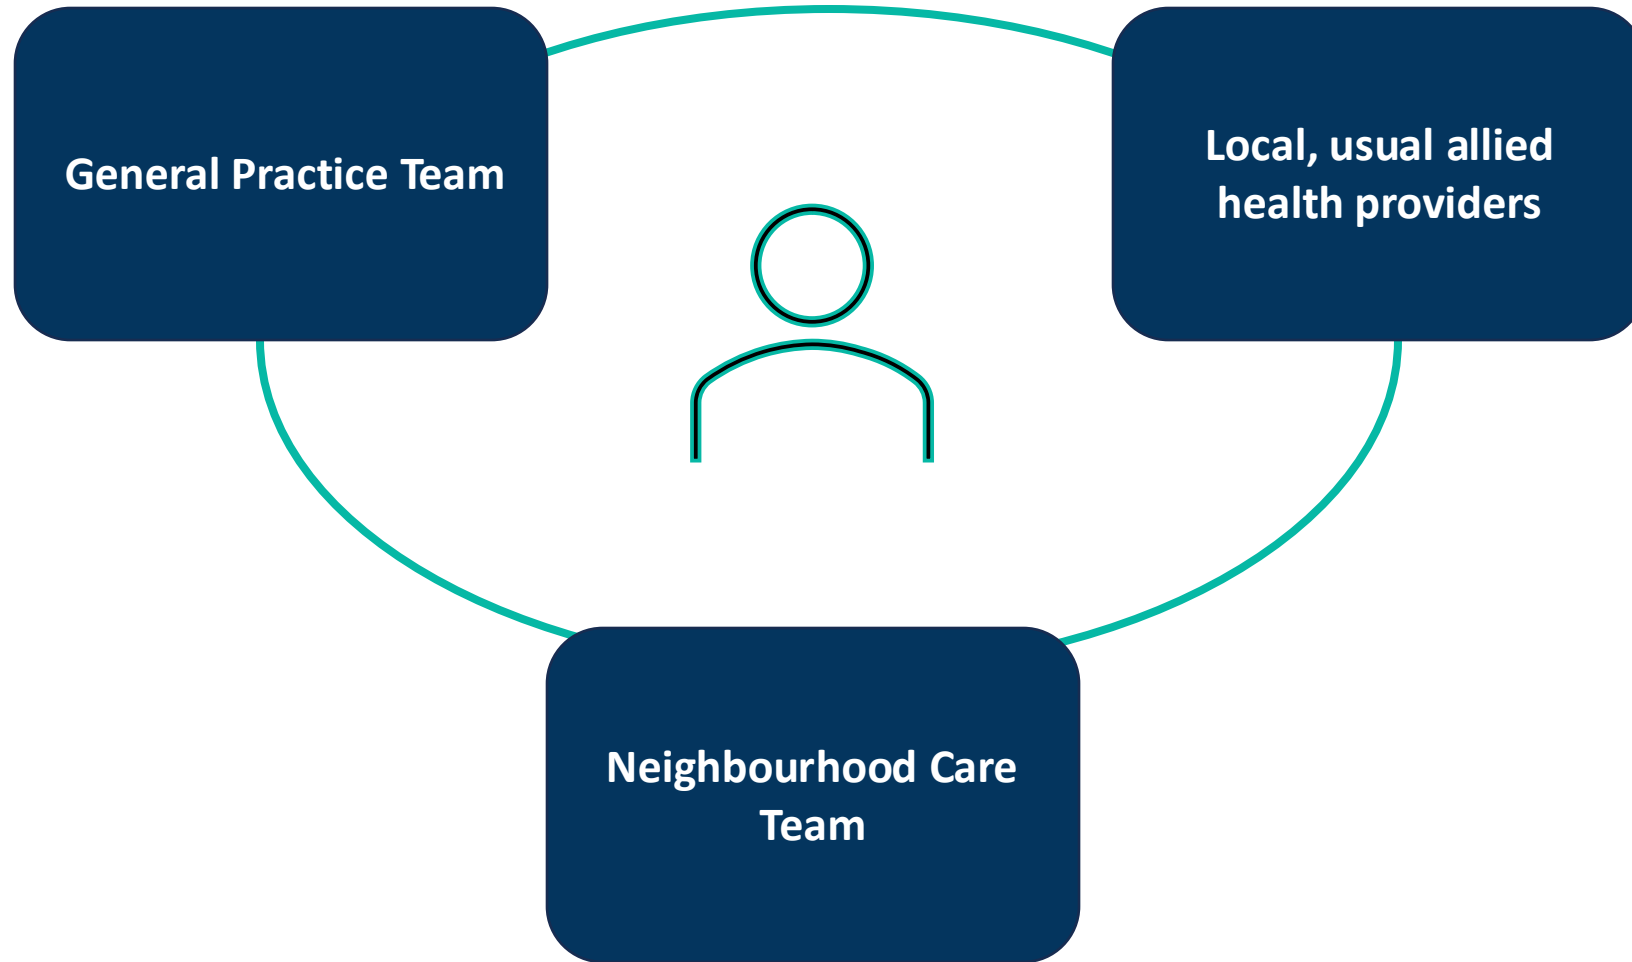 General Practice Team
Local, usual allied
health providers
Neighbourhood Care
Team